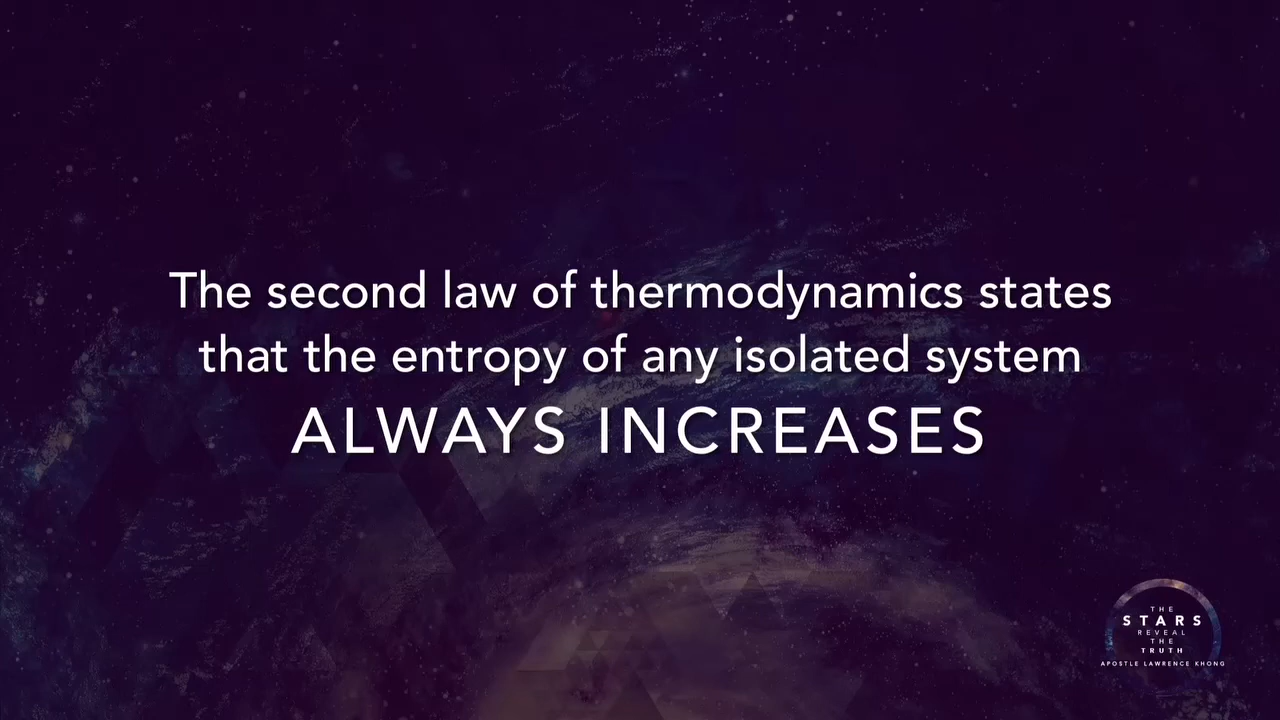 The second law of thermodynamics states
that the entropy of any isolated system
ALWAYS INCREASES
THE
STARS
REVEAL
THE
TRUTH
APOSTLE LAWRENCE KHONG